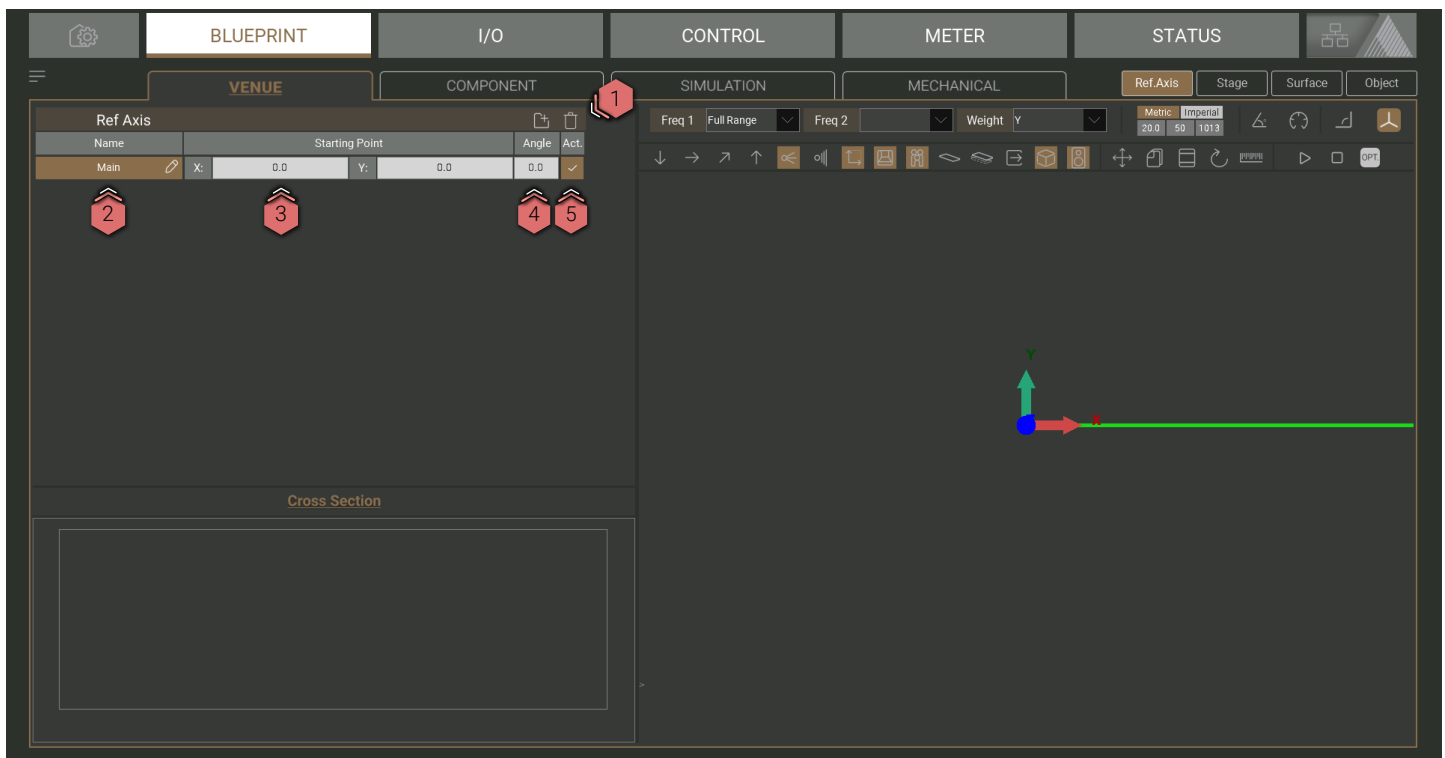 BLUEPRINT I/O CONTROL METER STATUS
VENUE COMPONENT SIMULATION MECHANICAL Ref.Axis Stage Surface Object
1
Ref Axis
Freq 1 Full Range Freq 2 Weight Y
Metric Imperial
20.0 50 1013
Name Starting Point Angle Act.
Main X: 0.0 Y: 0.0 0.0
OPT.
2 3 4 5
Y
X
Cross Section
>